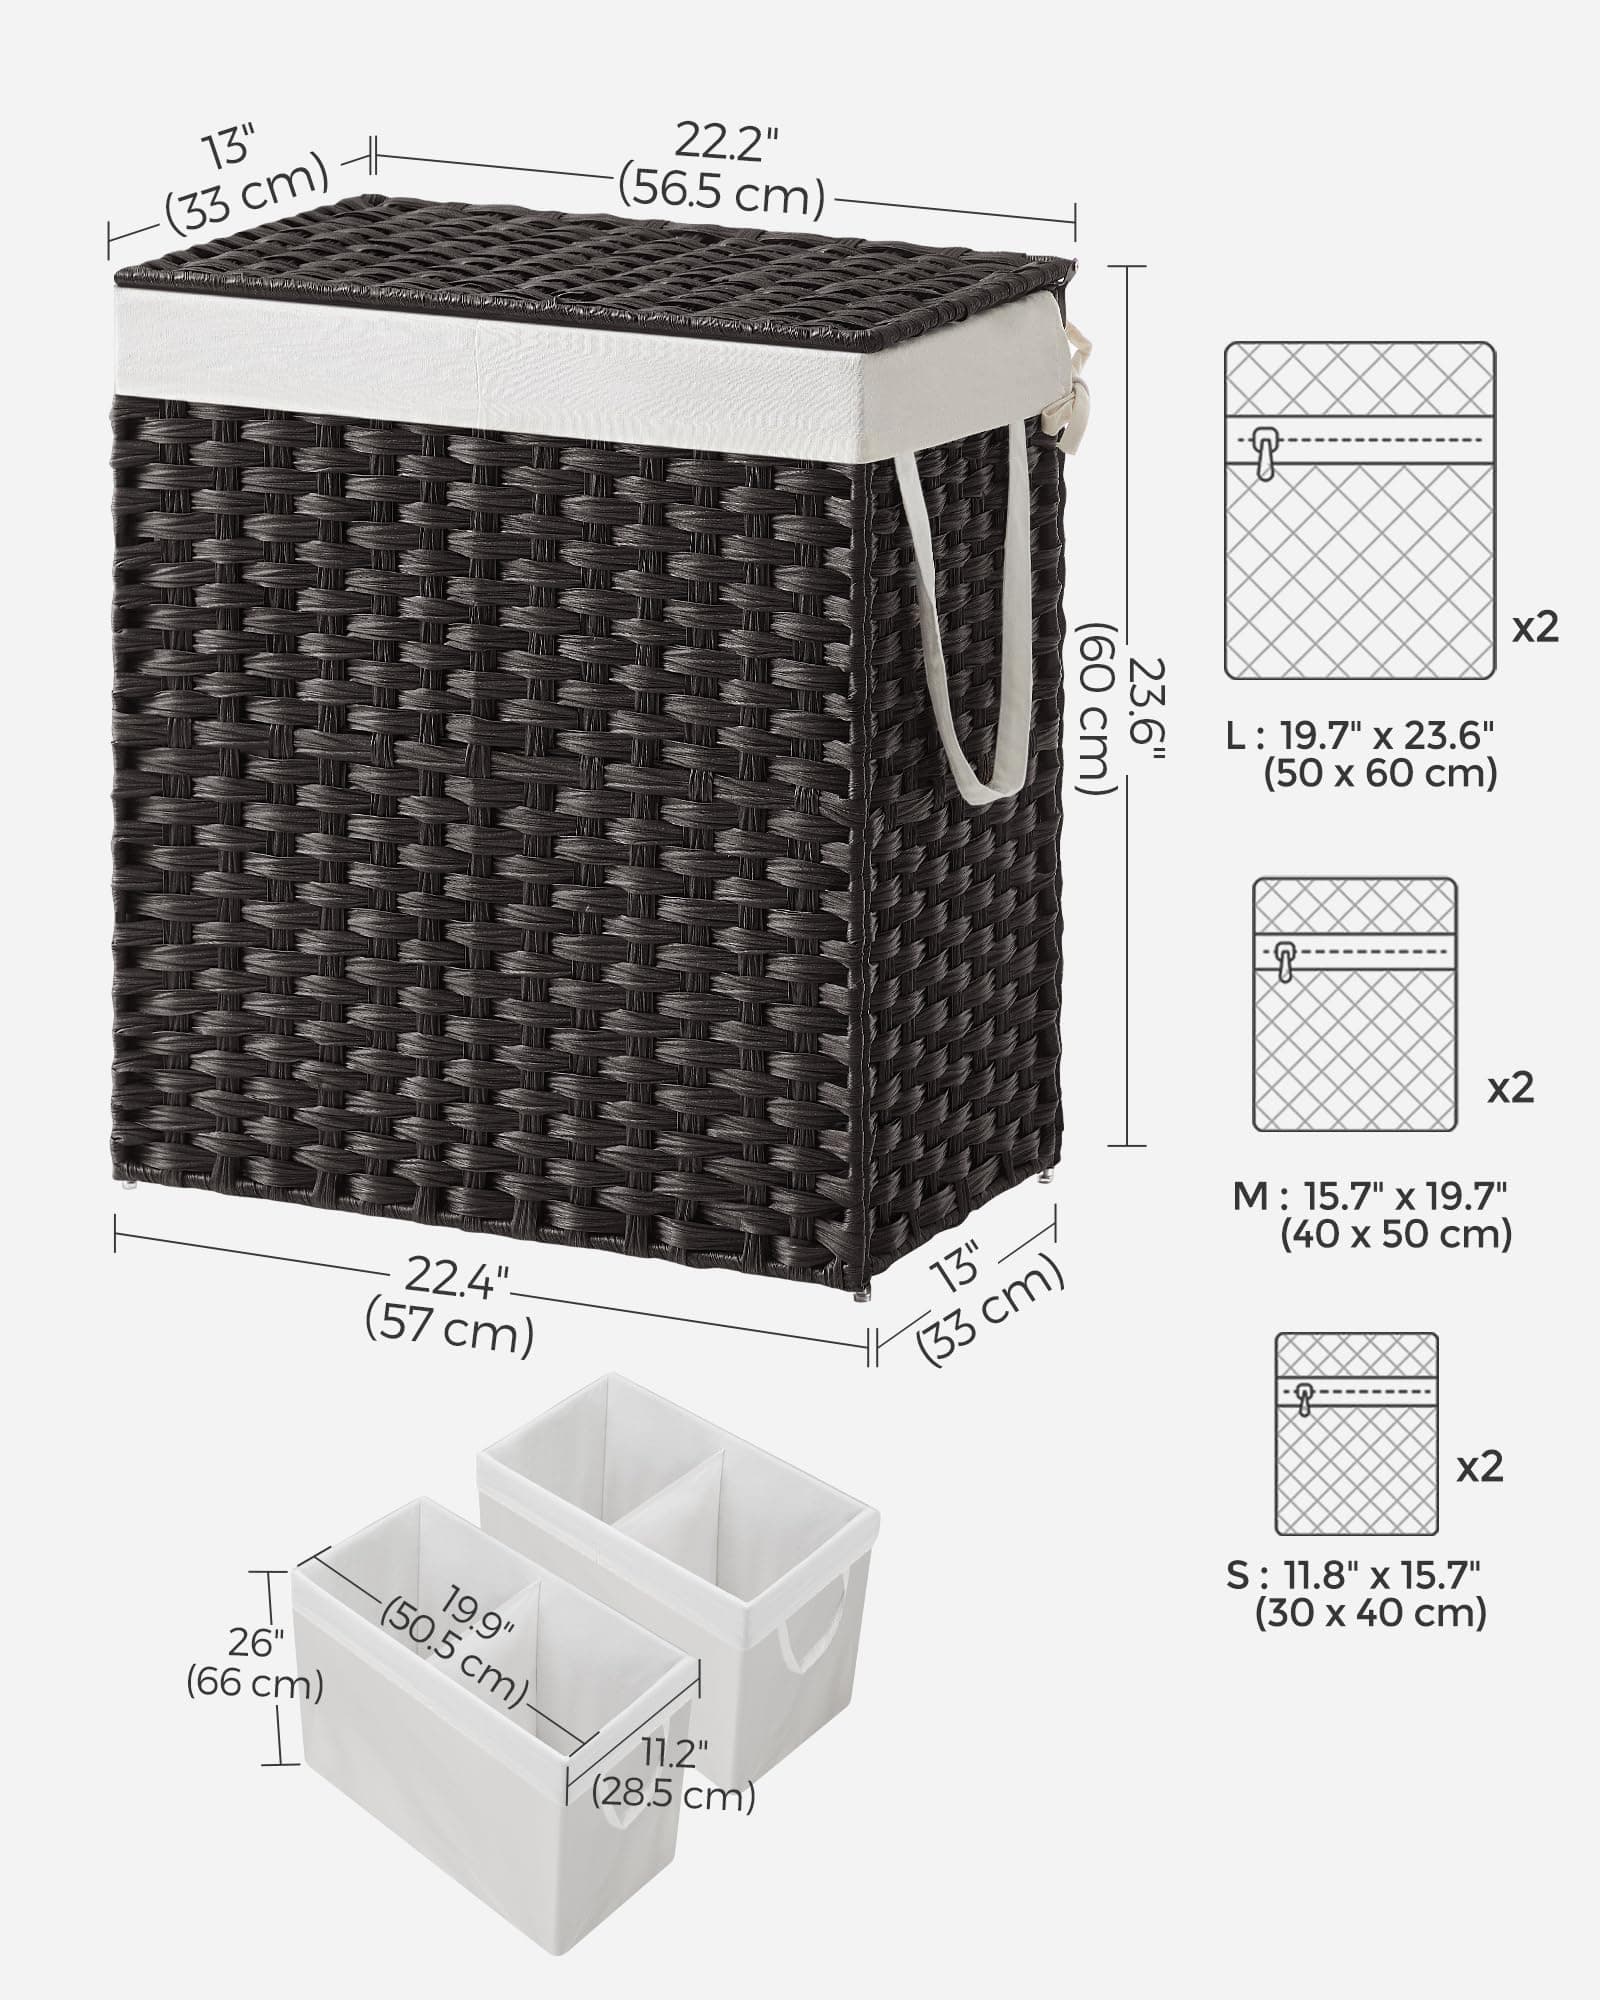 13"
(33 cm)
22.2"
(56.5 cm)
23.6"
(60 cm)
22.4"
(57 cm)
13"
(33 cm)
x2
L : 19.7" x 23.6"
(50 x 60 cm)
x2
M : 15.7" x 19.7"
(40 x 50 cm)
x2
S : 11.8" x 15.7"
(30 x 40 cm)
19.9"
(50.5 cm)
26"
(66 cm)
11.2"
(28.5 cm)